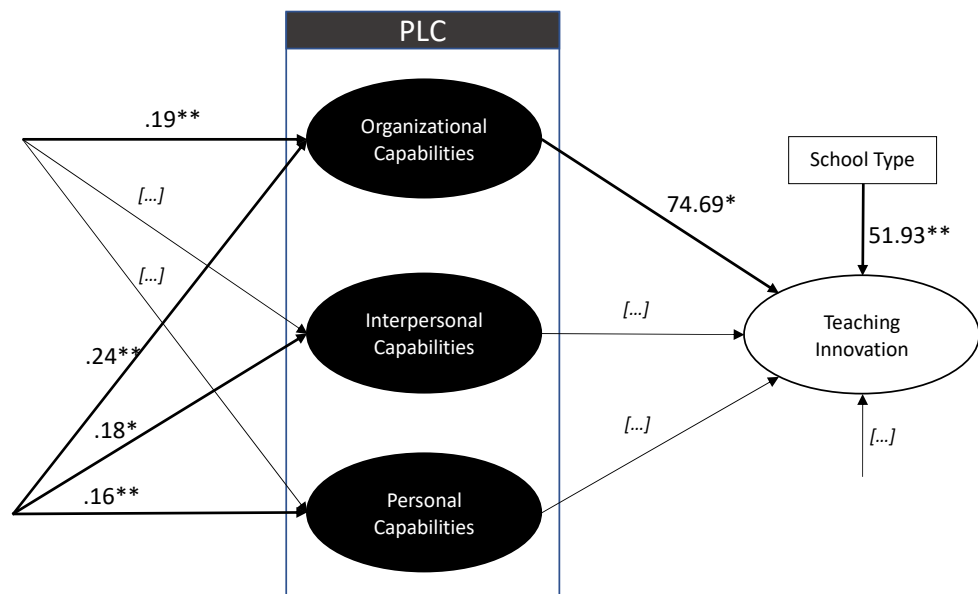 PLC
.19**
Organizational
Capabilities
School Type
[...]
74.69*
51.93**
[...]
Interpersonal
Capabilities
[...]
Teaching
Innovation
.24**
.18*
[...]
[...]
.16**
Personal
Capabilities